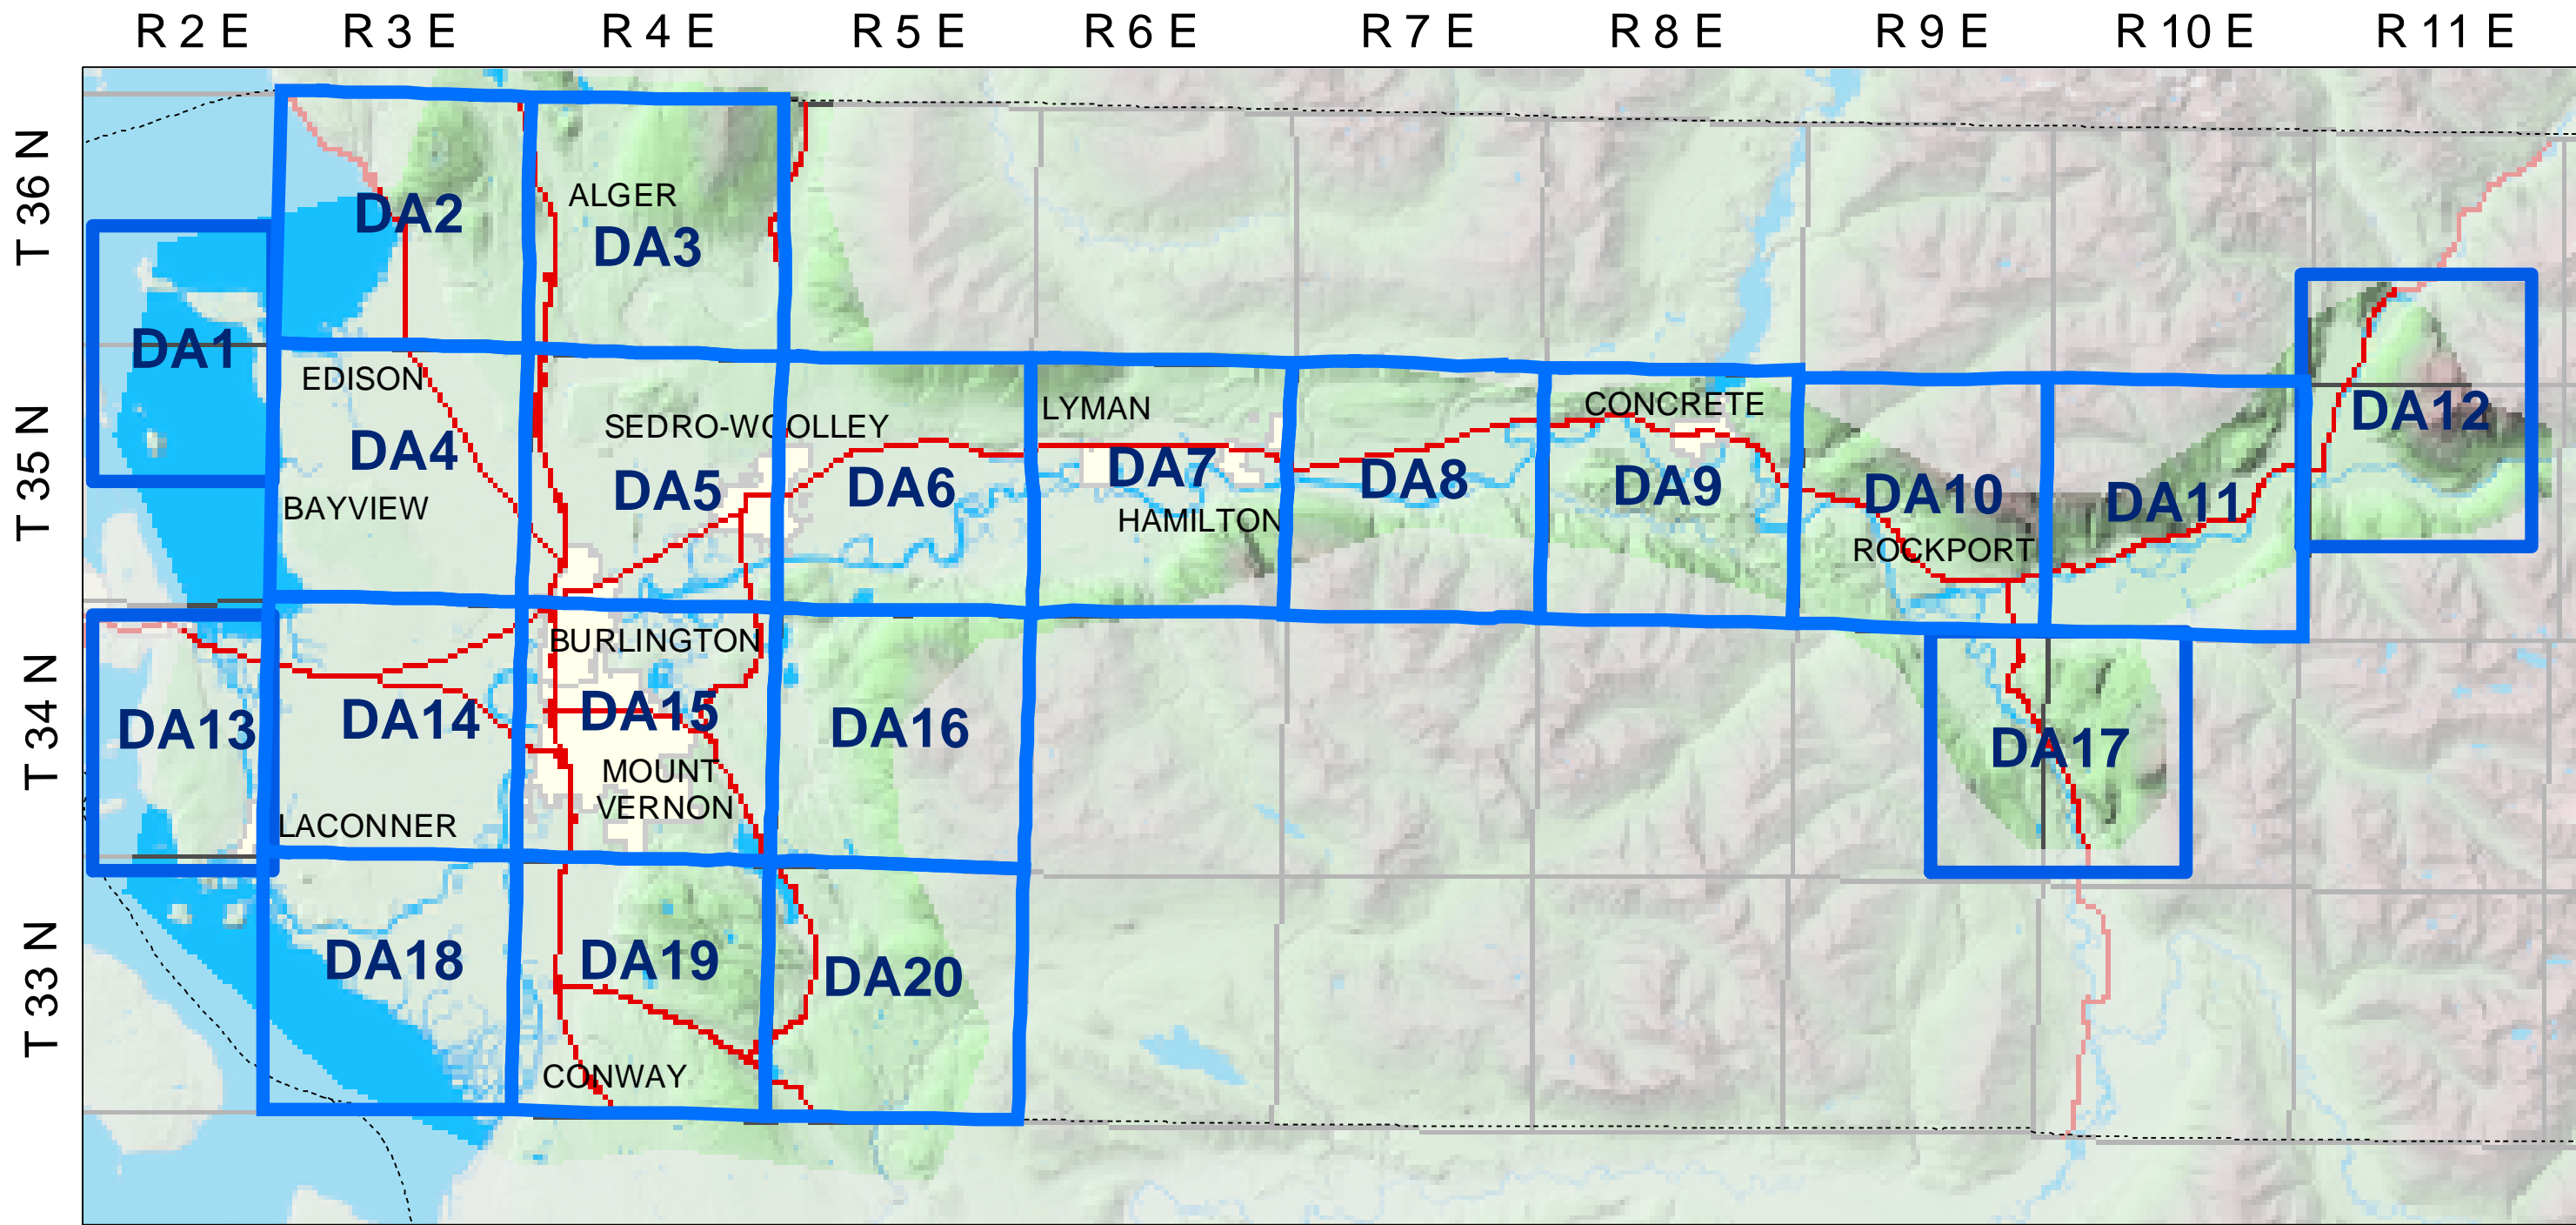 R 2 E R 3 E R 4 E R 5 E R 6 E R 7 E R 8 E R 9 E R 10 E R 11 E
T 36 N
T 35 N
T 34 N
T 33 N
ALGER
DA2
DA3
DA1
EDISON
LYMAN
CONCRETE
SEDRO-WOOLLEY
DA12
DA4
DA5
DA6
DA7
DA8
DA9
DA10
DA11
BAYVIEW
HAMILTON
ROCKPORT
BURLINGTON
DA13
DA14
DA15
DA16
DA17
MOUNT
VERNON
LACONNER
DA18
DA19
DA20
CONWAY